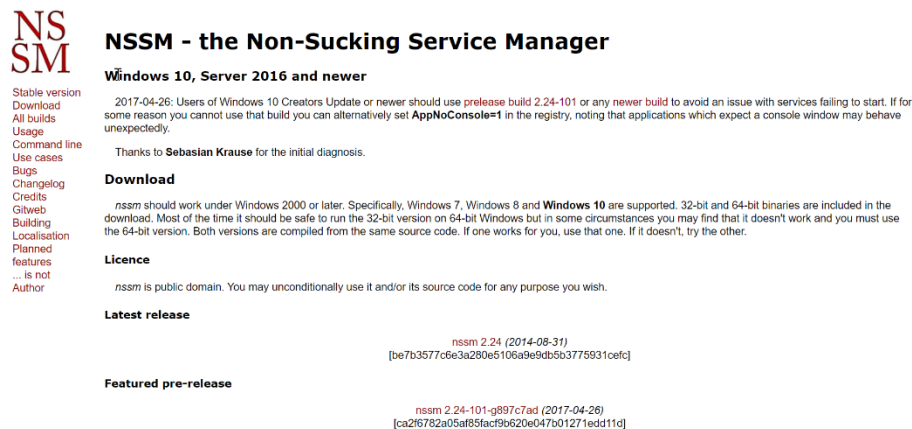 NS
SM
Stable version
Download
All builds
Usage
Command line
Use cases
Bugs
Changelog
Credits
Gitweb
Building
Localisation
Planned
features
... is not
Author
NSSM - the Non-Sucking Service Manager
Windows 10, Server 2016 and newer
2017-04-26: Users of Windows 10 Creators Update or newer should use prelease build 2.24-101 or any newer build to avoid an issue with services failing to start. If for
some reason you cannot use that build you can alternatively set AppNoConsole=1 in the registry, noting that applications which expect a console window may behave
unexpectedly.
Thanks to Sebasian Krause for the initial diagnosis.
Download
nssm should work under Windows 2000 or later. Specifically, Windows 7, Windows 8 and Windows 10 are supported. 32-bit and 64-bit binaries are included in the
download. Most of the time it should be safe to run the 32-bit version on 64-bit Windows but in some circumstances you may find that it doesn't work and you must use
the 64-bit version. Both versions are compiled from the same source code. If one works for you, use that one. If it doesn't, try the other.
Licence
nssm is public domain. You may unconditionally use it and/or its source code for any purpose you wish.
Latest release
nssm 2.24 (2014-08-31)
[be7b3577c6e3a280e5106a9e9db5b3775931cefc]
Featured pre-release
nssm 2.24-101-g897c7ad (2017-04-26)
[ca2f6782a05af85facf9b620e047b01271edd11d]